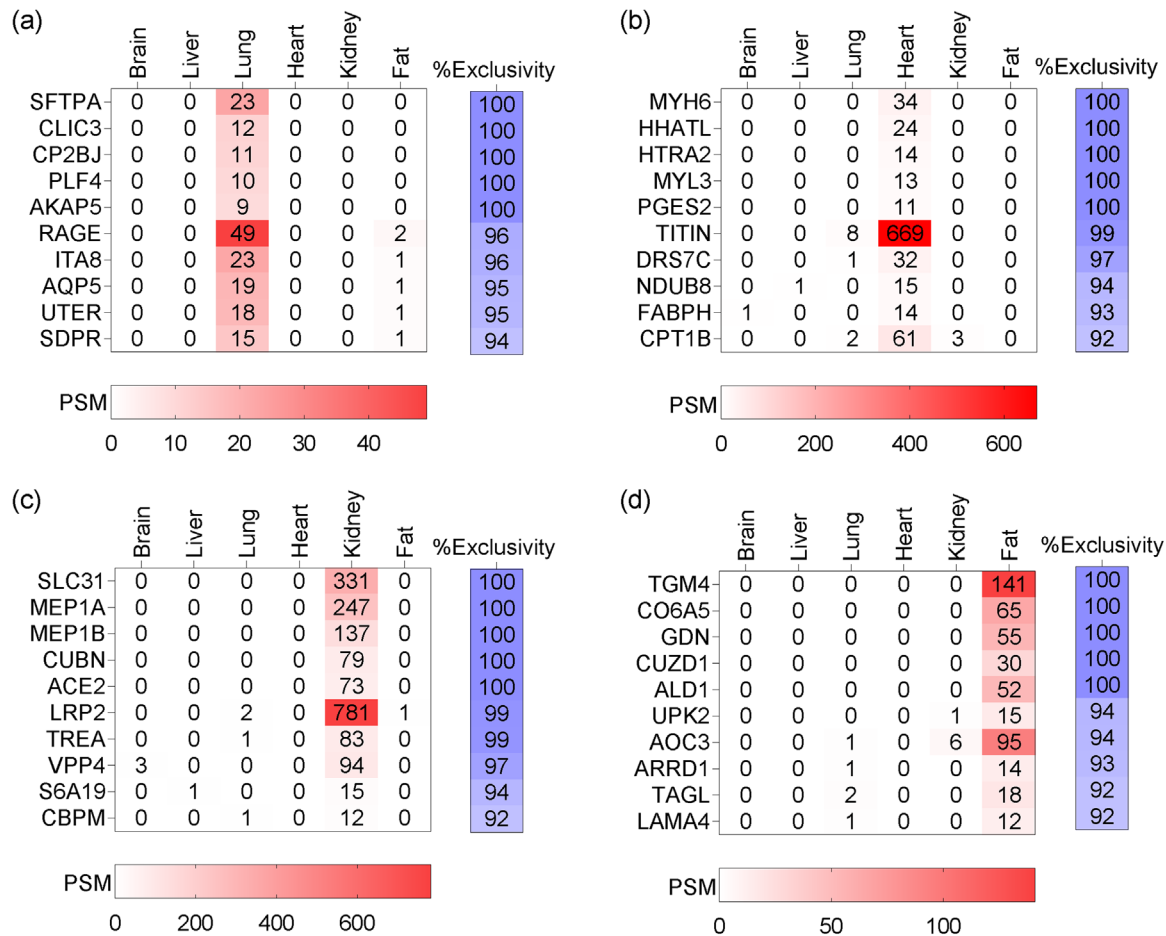 (a)
Brain Liver Lung Heart Kidney Fat %Exclusivity
SFTPA 0 0 23 0 0 0 100
CLIC3 0 0 12 0 0 0 100
CP2BJ 0 0 11 0 0 0 100
PLF4 0 0 10 0 0 0 100
AKAP5 0 0 9 0 0 0 100
RAGE 0 0 49 0 0 2 96
ITA8 0 0 23 0 0 1 96
AQP5 0 0 19 0 0 1 95
UTER 0 0 18 0 0 1 95
SDPR 0 0 15 0 0 1 94
PSM
0 10 20 30 40
(b)
Brain Liver Lung Heart Kidney Fat %Exclusivity
MYH6 0 0 0 34 0 0 100
HHATL 0 0 0 24 0 0 100
HTRA2 0 0 0 14 0 0 100
MYL3 0 0 0 13 0 0 100
PGES2 0 0 0 11 0 0 100
TITIN 0 0 8 669 0 0 99
DRS7C 0 0 1 32 0 0 97
NDUB8 0 1 0 15 0 0 94
FABPH 1 0 0 14 0 0 93
CPT1B 0 0 2 61 3 0 92
PSM
0 200 400 600
(c)
Brain Liver Lung Heart Kidney Fat %Exclusivity
SLC31 0 0 0 0 331 0 100
MEP1A 0 0 0 0 247 0 100
MEP1B 0 0 0 0 137 0 100
CUBN 0 0 0 0 79 0 100
ACE2 0 0 0 0 73 0 100
LRP2 0 0 2 0 781 1 99
TREA 0 0 1 0 83 0 99
VPP4 3 0 0 0 94 0 97
S6A19 0 1 0 0 15 0 94
CBPM 0 0 1 0 12 0 92
PSM
0 200 400 600
(d)
Brain Liver Lung Heart Kidney Fat %Exclusivity
TGM4 0 0 0 0 0 141 100
CO6A5 0 0 0 0 0 65 100
GDN 0 0 0 0 0 55 100
CUZD1 0 0 0 0 0 30 100
ALD1 0 0 0 0 0 52 100
UPK2 0 0 0 0 1 15 94
AOC3 0 0 1 0 6 95 94
ARRD1 0 0 1 0 0 14 93
TAGL 0 0 2 0 0 18 92
LAMA4 0 0 1 0 0 12 92
PSM
0 50 100